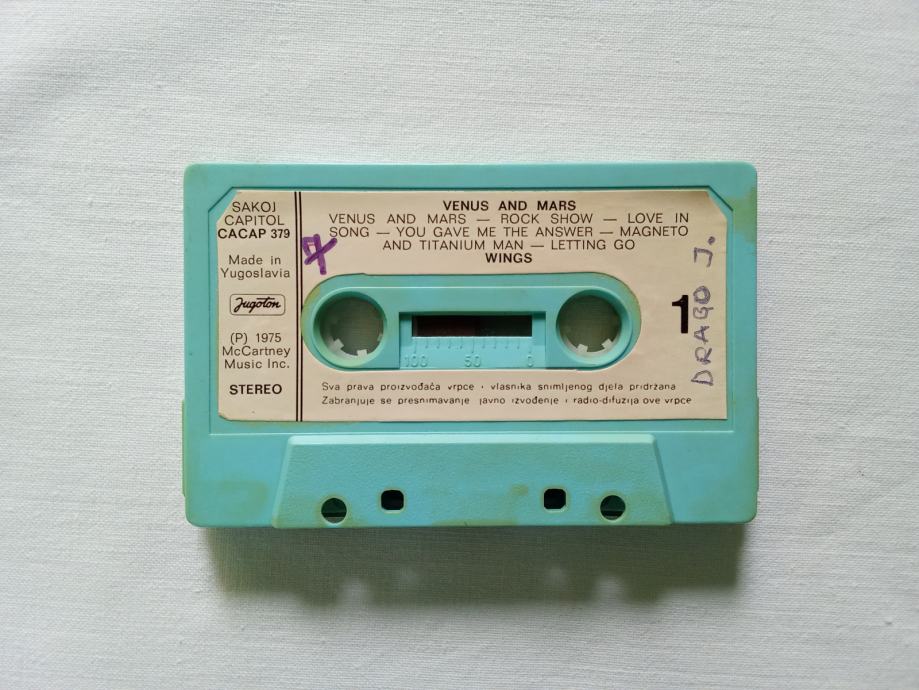 SAKOJ
CAPITOL
CACAP 379
Made in
Yugoslavia
Jugoton
(P) 1975
McCartney
Music Inc.
STEREO
7
VENUS AND MARS
VENUS AND MARS — ROCK SHOW — LOVE IN
SONG — YOU GAVE ME THE ANSWER — MAGNETO
AND TITANIUM MAN — LETTING GO
WINGS
1
DRAGO J.
100 50 0
Sva prava proizvođača vrpce i vlasnika snimljenog djela pridržana
Zabranjuje se presnimavanje javno izvođenje i radio-difuzija ove vrpce